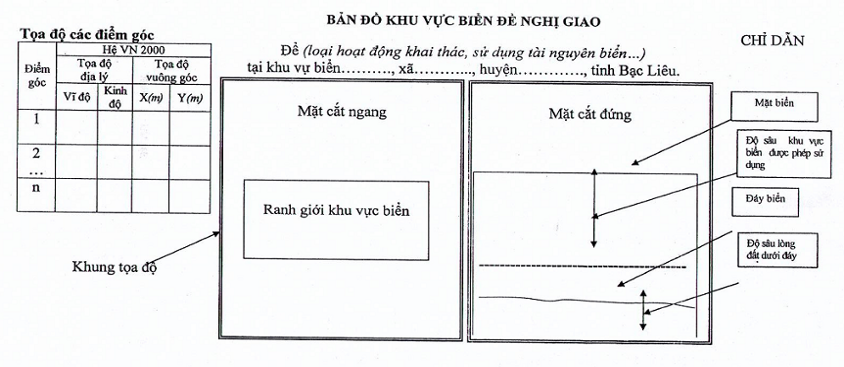 BẢN ĐỒ KHU VỰC BIỂN ĐỀ NGHỊ GIAO
Để (loại hoạt động khai thác, sử dụng tài nguyên biển…)
tại khu vự biển………., xã…………, huyện…………., tỉnh Bạc Liêu.
Tọa độ các điểm góc
Điểm góc
Hệ VN 2000
Tọa độ địa lý
Tọa độ vuông góc
Vĩ độ
Kinh độ
X(m)
Y(m)
1
2
…
n
Khung tọa độ
Mặt cắt ngang
Ranh giới khu vực biển
Mặt cắt đứng
CHỈ DẪN
Mặt biển
Độ sâu khu vực
biển được phép sử
dụng
Đáy biển
Độ sâu lòng
đất dưới đáy